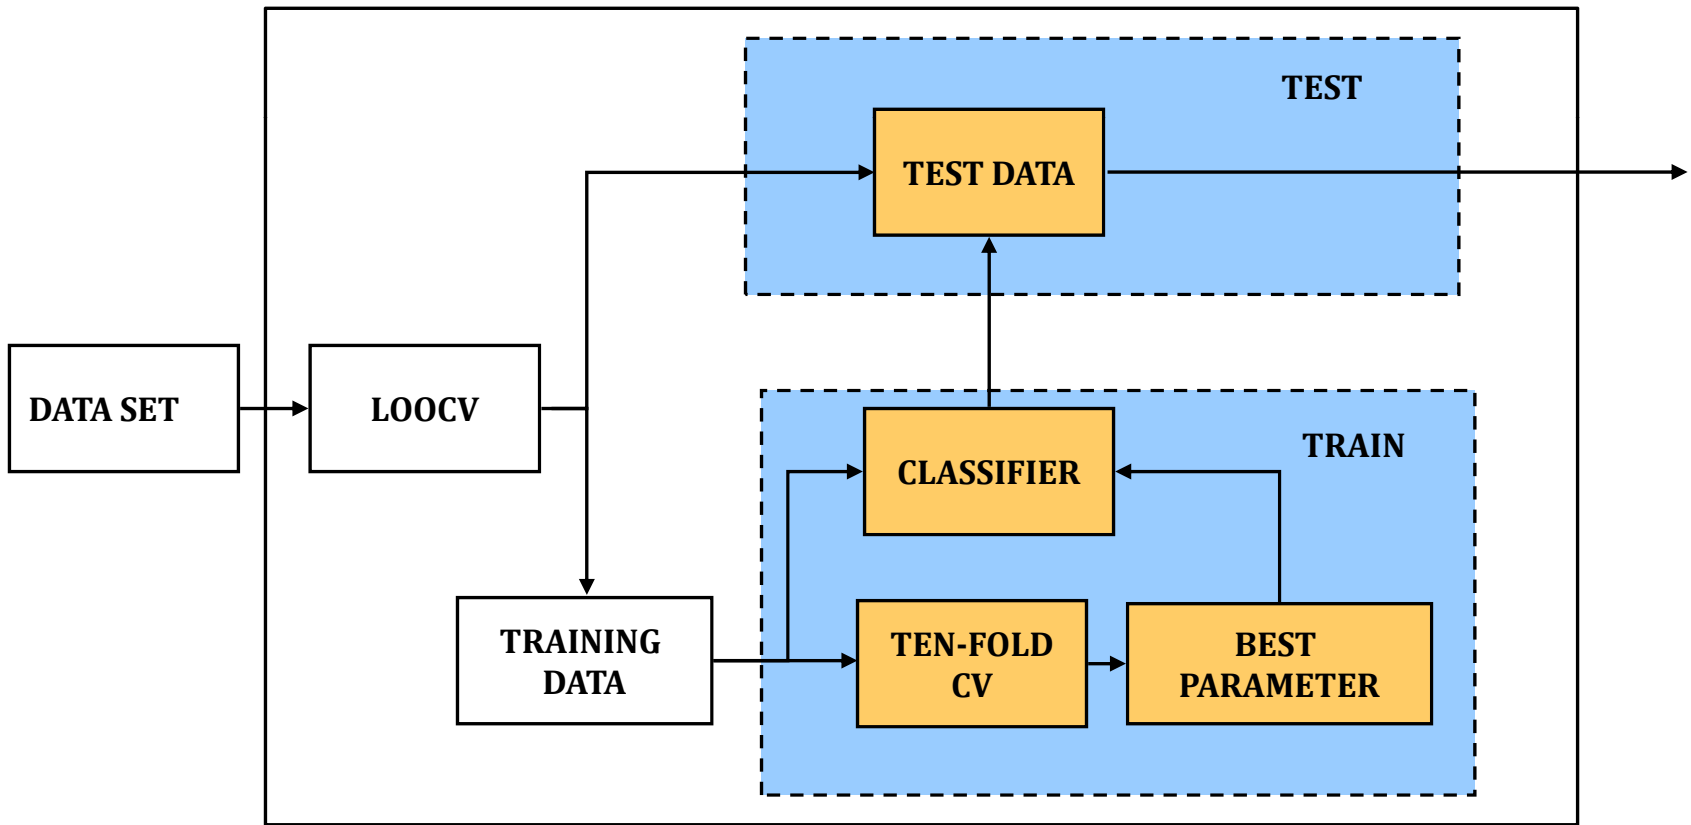 TEST
TEST DATA
DATA SET
LOOCV
TRAIN
CLASSIFIER
TRAINING
DATA
TEN-FOLD
CV
BEST
PARAMETER